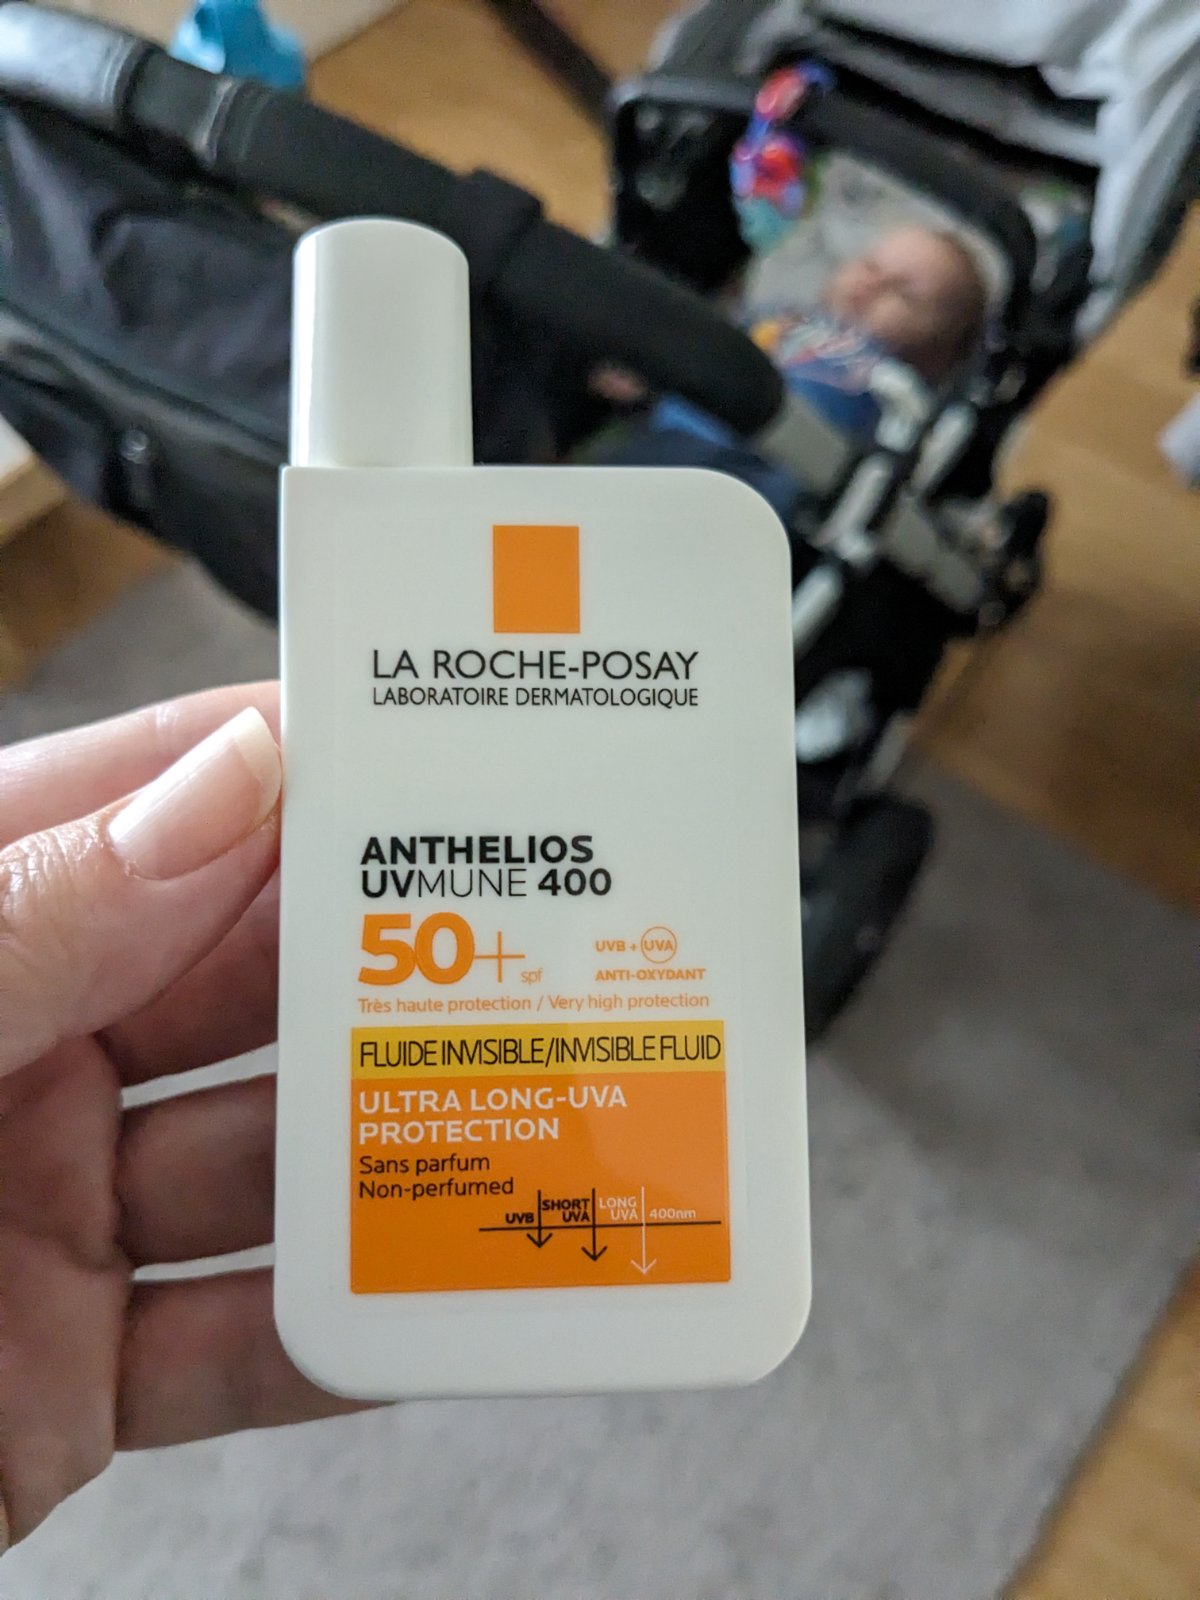 LA ROCHE-POSAY
LABORATOIRE DERMATOLOGIQUE
ANTHELIOS
UVMUNE 400
50+ spf
UVB + UVA
ANTI-OXYDANT
Très haute protection / Very high protection
FLUIDE INVISIBLE/INVISIBLE FLUID
ULTRA LONG-UVA
PROTECTION
Sans parfum
Non-perfumed
UVB
SHORT
UVA
LONG
UVA
400nm